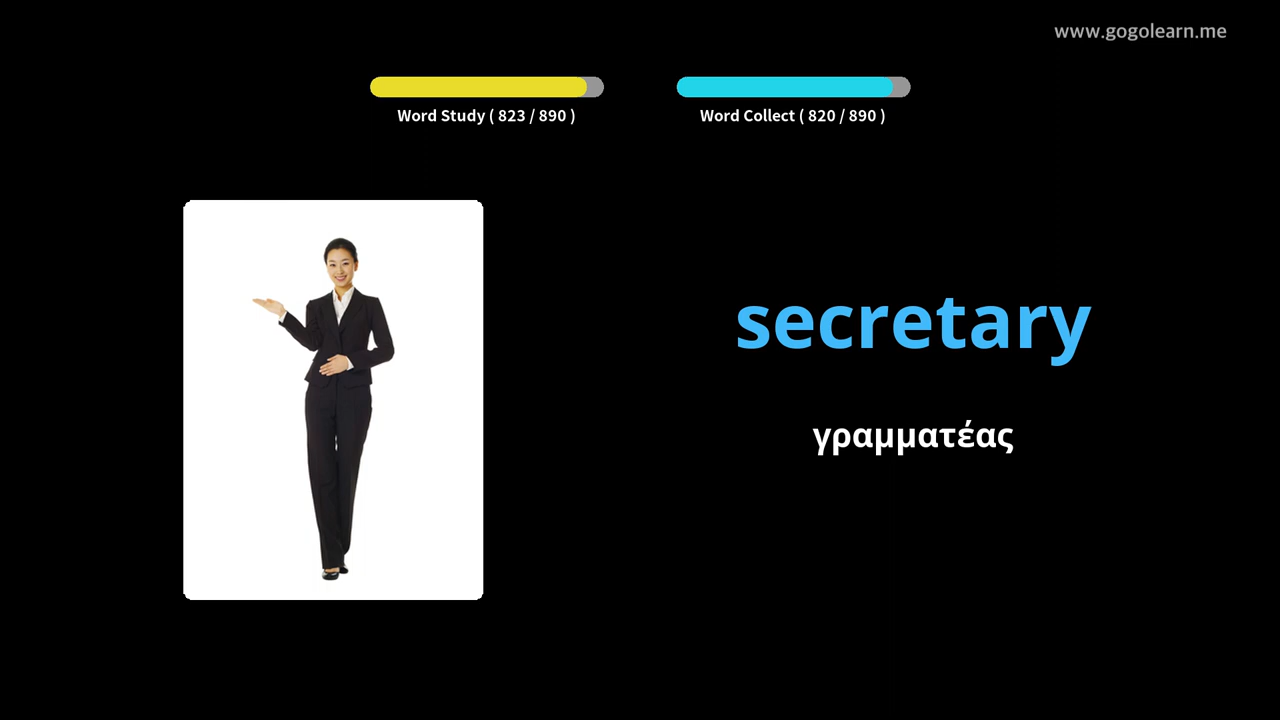 www.gogolearn.me
Word Study ( 823 / 890 )
Word Collect ( 820 / 890 )
secretary
γραμματέας